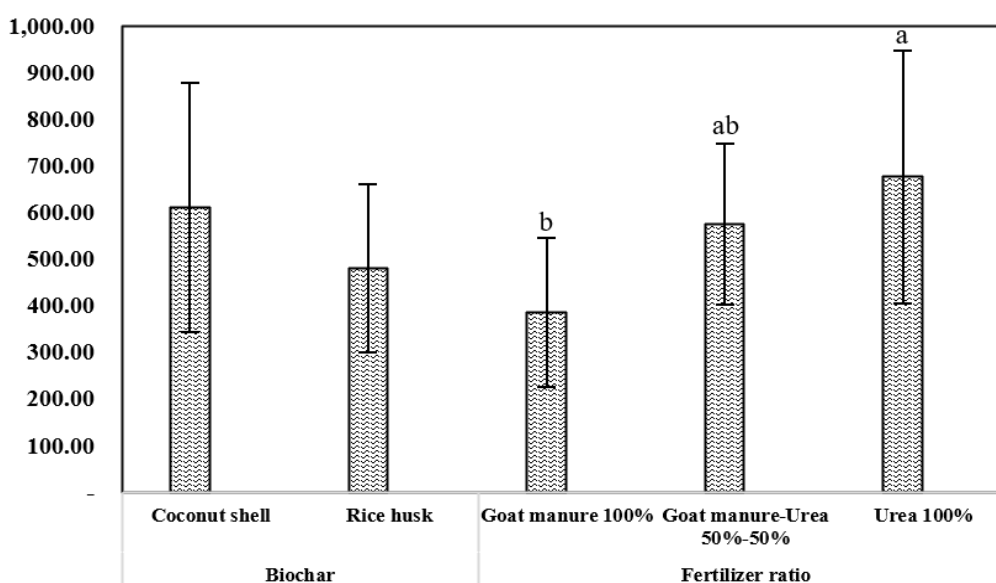 1,000.00
900.00
800.00
700.00
600.00
500.00
400.00
300.00
200.00
100.00
-
b
ab
a
Coconut shell
Rice husk
Goat manure 100%
Goat manure-Urea
50%-50%
Urea 100%
Biochar
Fertilizer ratio